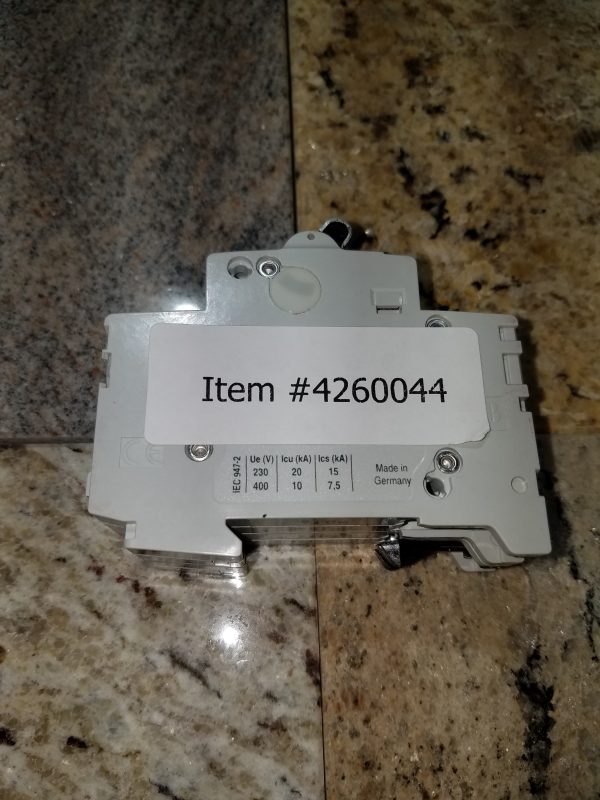 Item #4260044
CE
IEC 947-2
Ue (V) Icu (kA) Ics (kA)
230 20 15
400 10 7,5
Made in
Germany